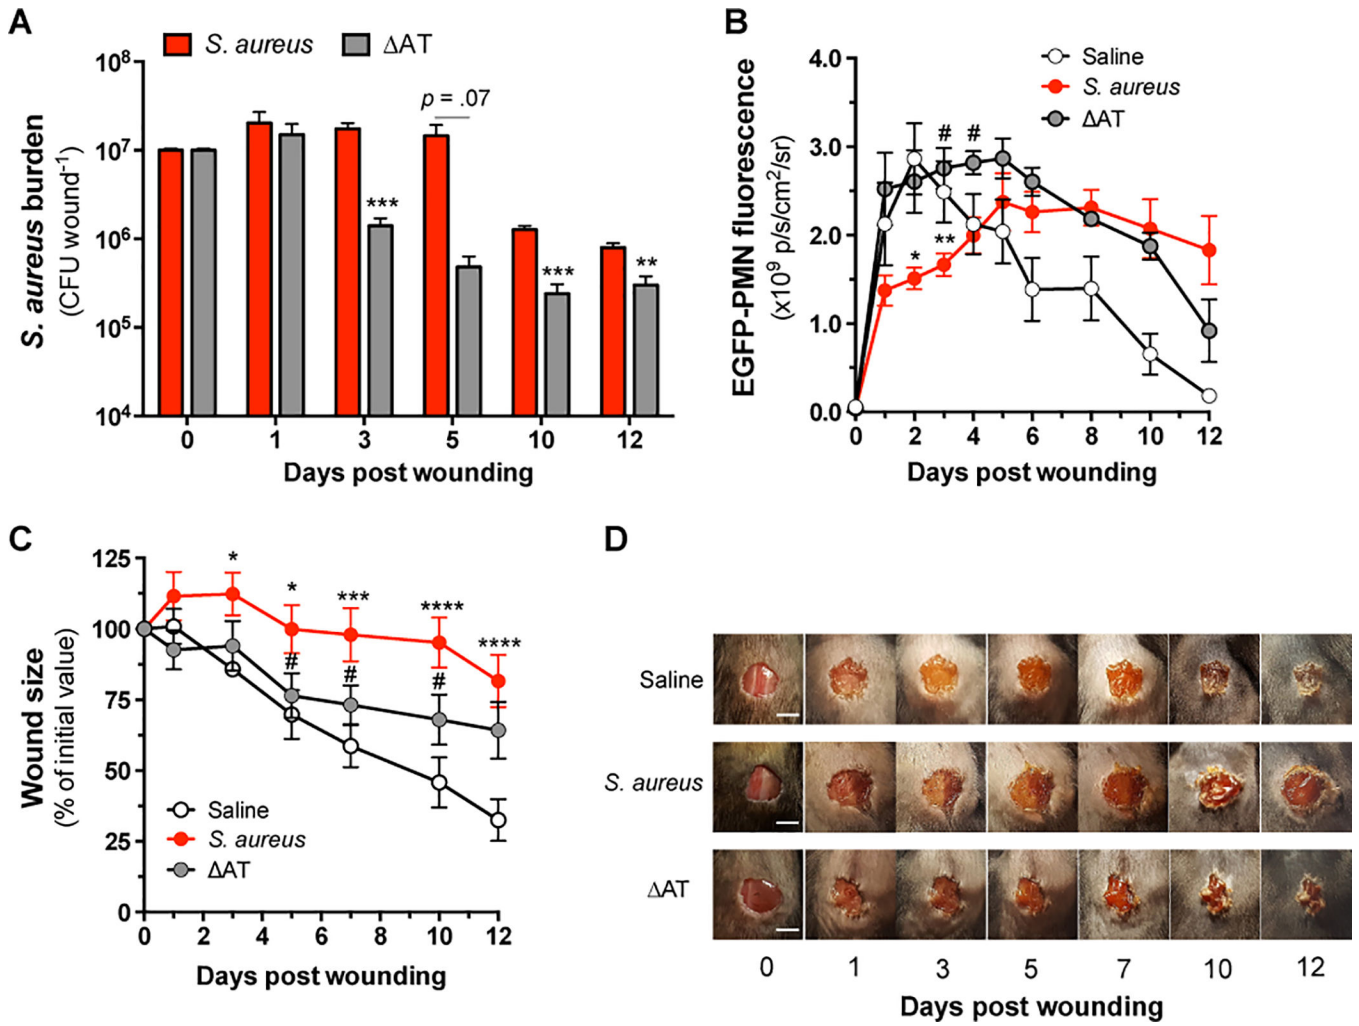 A
S. aureus ΔAT
S. aureus burden
(CFU wound-1)
10⁸
10⁷
10⁶
10⁵
10⁴
p = .07
***
***
**
0 1 3 5 10 12
Days post wounding
B
EGFP-PMN fluorescence
(x10⁹ p/s/cm²/sr)
Saline
S. aureus
ΔAT
4.0
3.0
2.0
1.0
0.0
# #
* **
0 2 4 6 8 10 12
Days post wounding
C
Wound size
(% of initial value)
125
100
75
50
25
0
* * *** **** ****
# # #
Saline
S. aureus
ΔAT
0 2 4 6 8 10 12
Days post wounding
D
Saline
S. aureus
ΔAT
0 1 3 5 7 10 12
Days post wounding